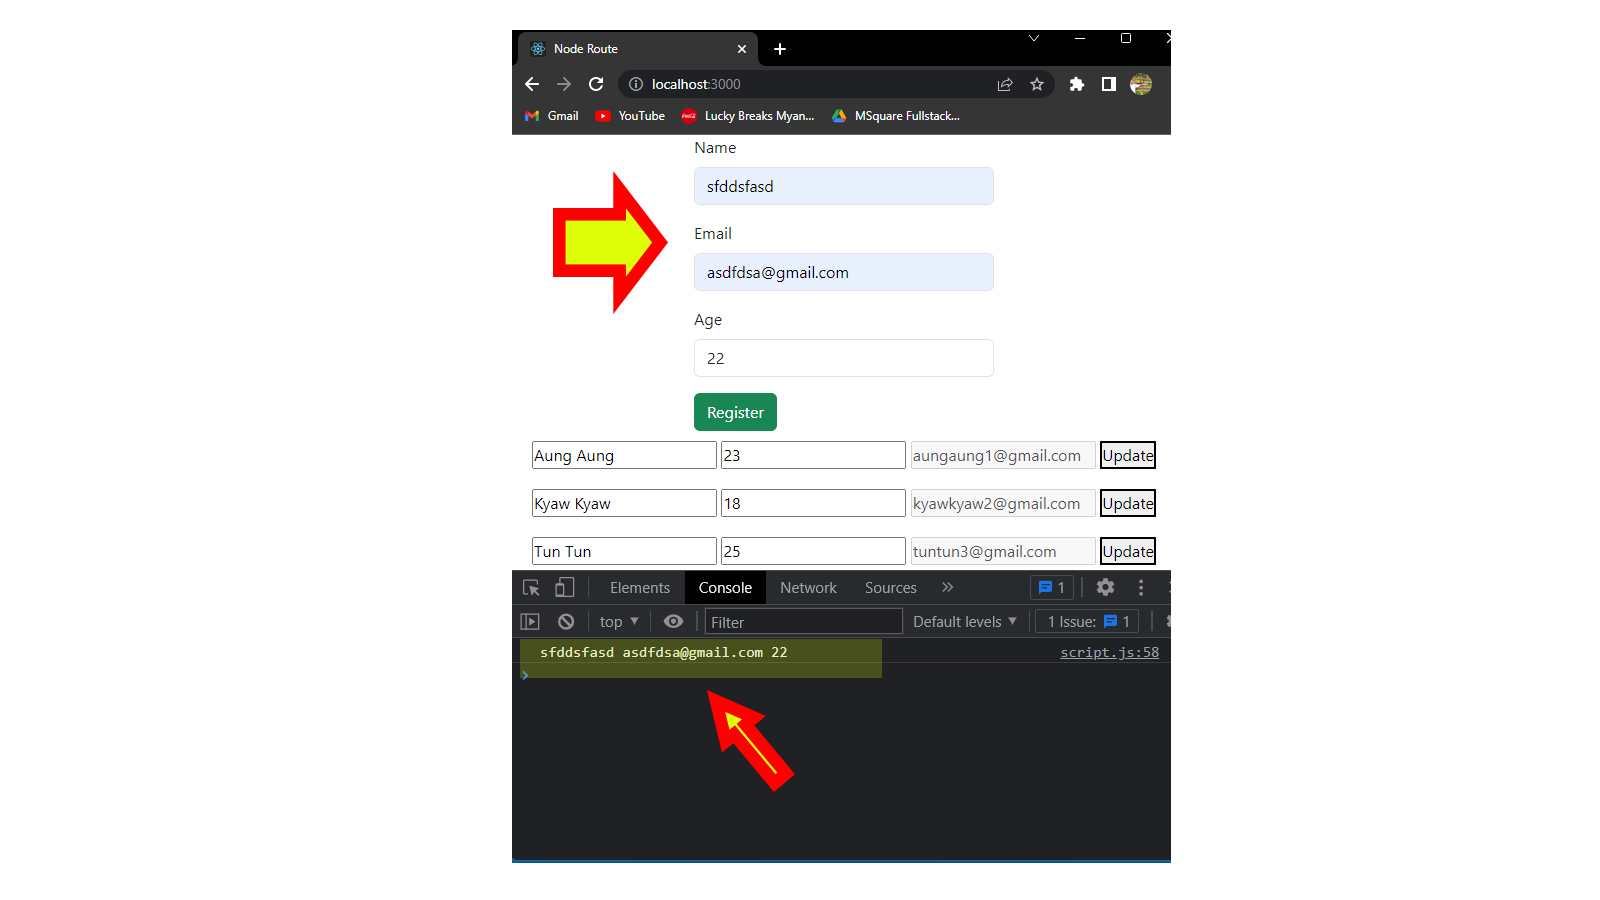 Node Route
localhost:3000
Gmail YouTube Lucky Breaks Myan... MSquare Fullstack...
Name
sfddsfasd
Email
asdfdsa@gmail.com
Age
22
Register
Aung Aung 23 aungaung1@gmail.com Update
Kyaw Kyaw 18 kyawkyaw2@gmail.com Update
Tun Tun 25 tuntun3@gmail.com Update
Elements Console Network Sources 1
top Filter Default levels 1 Issue: 1
sfddsfasd asdfdsa@gmail.com 22 script.js:58